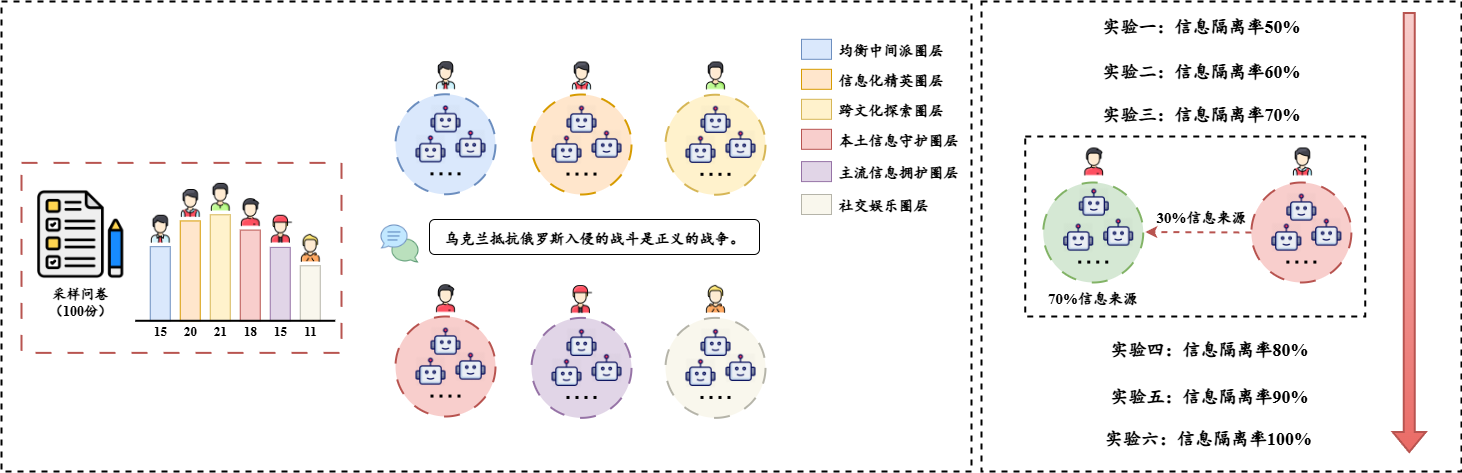 采样问卷
（100份）
15 20 21 18 15 11
均衡中间派圈层
信息化精英圈层
跨文化探索圈层
本土信息守护圈层
主流信息拥护圈层
社交娱乐圈层
....
....
....
乌克兰抵抗俄罗斯入侵的战斗是正义的战争。
....
....
....
实验一：信息隔离率50%
实验二：信息隔离率60%
实验三：信息隔离率70%
30%信息来源
....
....
70%信息来源
实验四：信息隔离率80%
实验五：信息隔离率90%
实验六：信息隔离率100%